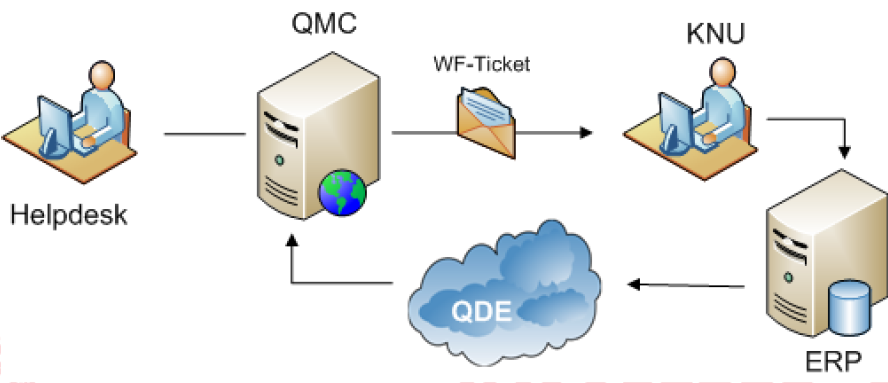 QMC
KNU
WF-Ticket
Helpdesk
QDE
ERP